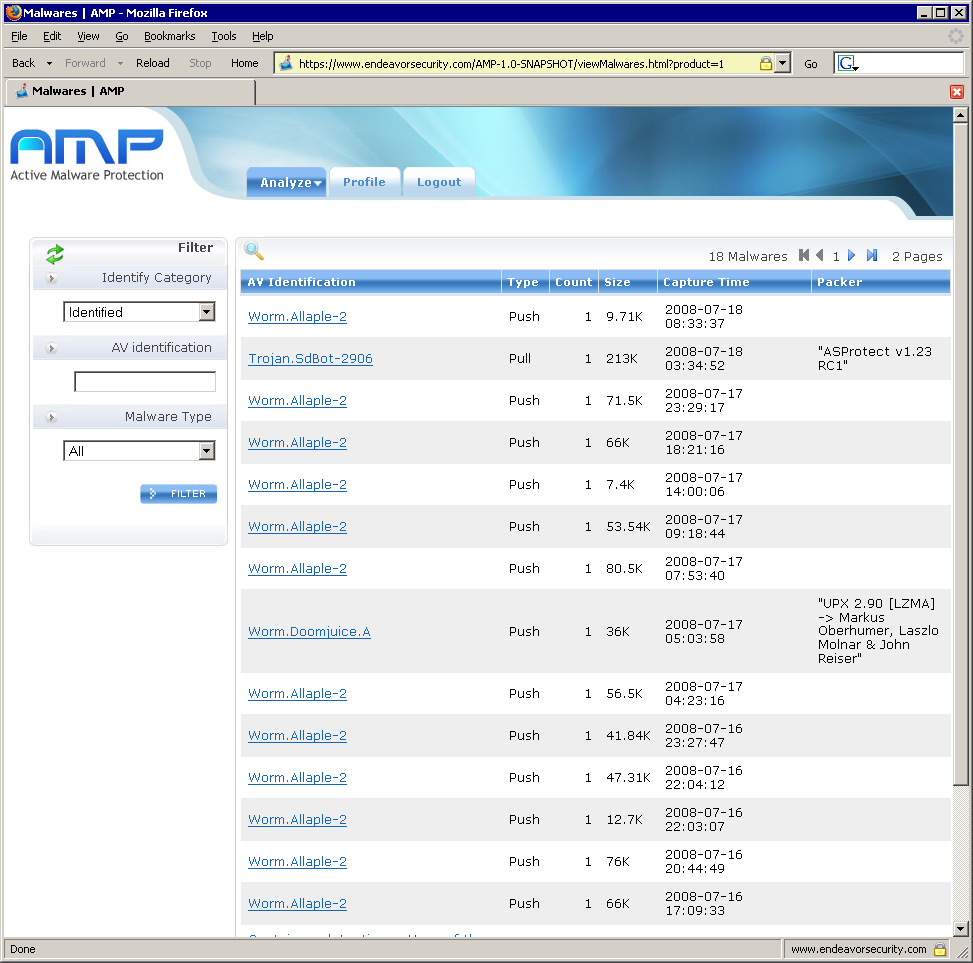 Malwares | AMP - Mozilla Firefox
File Edit View Go Bookmarks Tools Help
Back Forward Reload Stop Home https://www.endeavorsecurity.com/AMP-1.0-SNAPSHOT/viewMalwares.html?product=1 Go G
Malwares | AMP
AMP
Active Malware Protection
Analyze Profile Logout
Filter
Identify Category
Identified
AV identification
Malware Type
All
FILTER
18 Malwares 1 2 Pages
AV Identification Type Count Size Capture Time Packer
Worm.Allaple-2 Push 1 9.71K 2008-07-18
08:33:37
Trojan.SdBot-2906 Pull 1 213K 2008-07-18 "ASProtect v1.23
03:34:52 RC1"
Worm.Allaple-2 Push 1 71.5K 2008-07-17
23:29:17
Worm.Allaple-2 Push 1 66K 2008-07-17
18:21:16
Worm.Allaple-2 Push 1 7.4K 2008-07-17
14:00:06
Worm.Allaple-2 Push 1 53.54K 2008-07-17
09:18:44
Worm.Allaple-2 Push 1 80.5K 2008-07-17
07:53:40
Worm.Doomjuice.A Push 1 36K 2008-07-17
05:03:58
"UPX 2.90 [LZMA]
-> Markus
Oberhumer, Laszlo
Molnar & John
Reiser"
Worm.Allaple-2 Push 1 56.5K 2008-07-17
04:23:16
Worm.Allaple-2 Push 1 41.84K 2008-07-16
23:27:47
Worm.Allaple-2 Push 1 47.31K 2008-07-16
22:04:12
Worm.Allaple-2 Push 1 12.7K 2008-07-16
22:03:07
Worm.Allaple-2 Push 1 76K 2008-07-16
20:44:49
Worm.Allaple-2 Push 1 66K 2008-07-16
17:09:33
Done www.endeavorsecurity.com